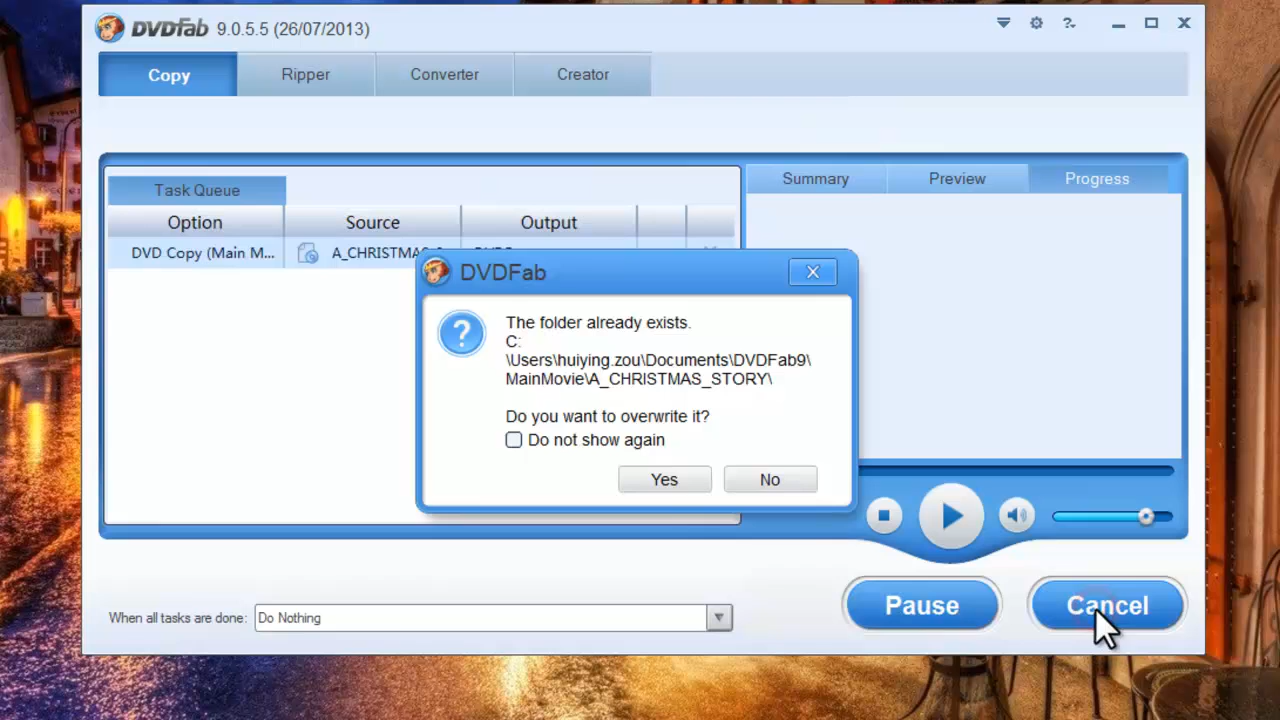 DVDFab 9.0.5.5 (26/07/2013)
Copy Ripper Converter Creator
Task Queue
Summary Preview Progress
Option Source Output
DVD Copy (Main M... A_CHRISTMAS
DVDFab
X
The folder already exists.
C:
\Users\huiying.zou\Documents\DVDFab9\
MainMovie\A_CHRISTMAS_STORY\
Do you want to overwrite it?
Do not show again
Yes No
When all tasks are done: Do Nothing
Pause Cancel